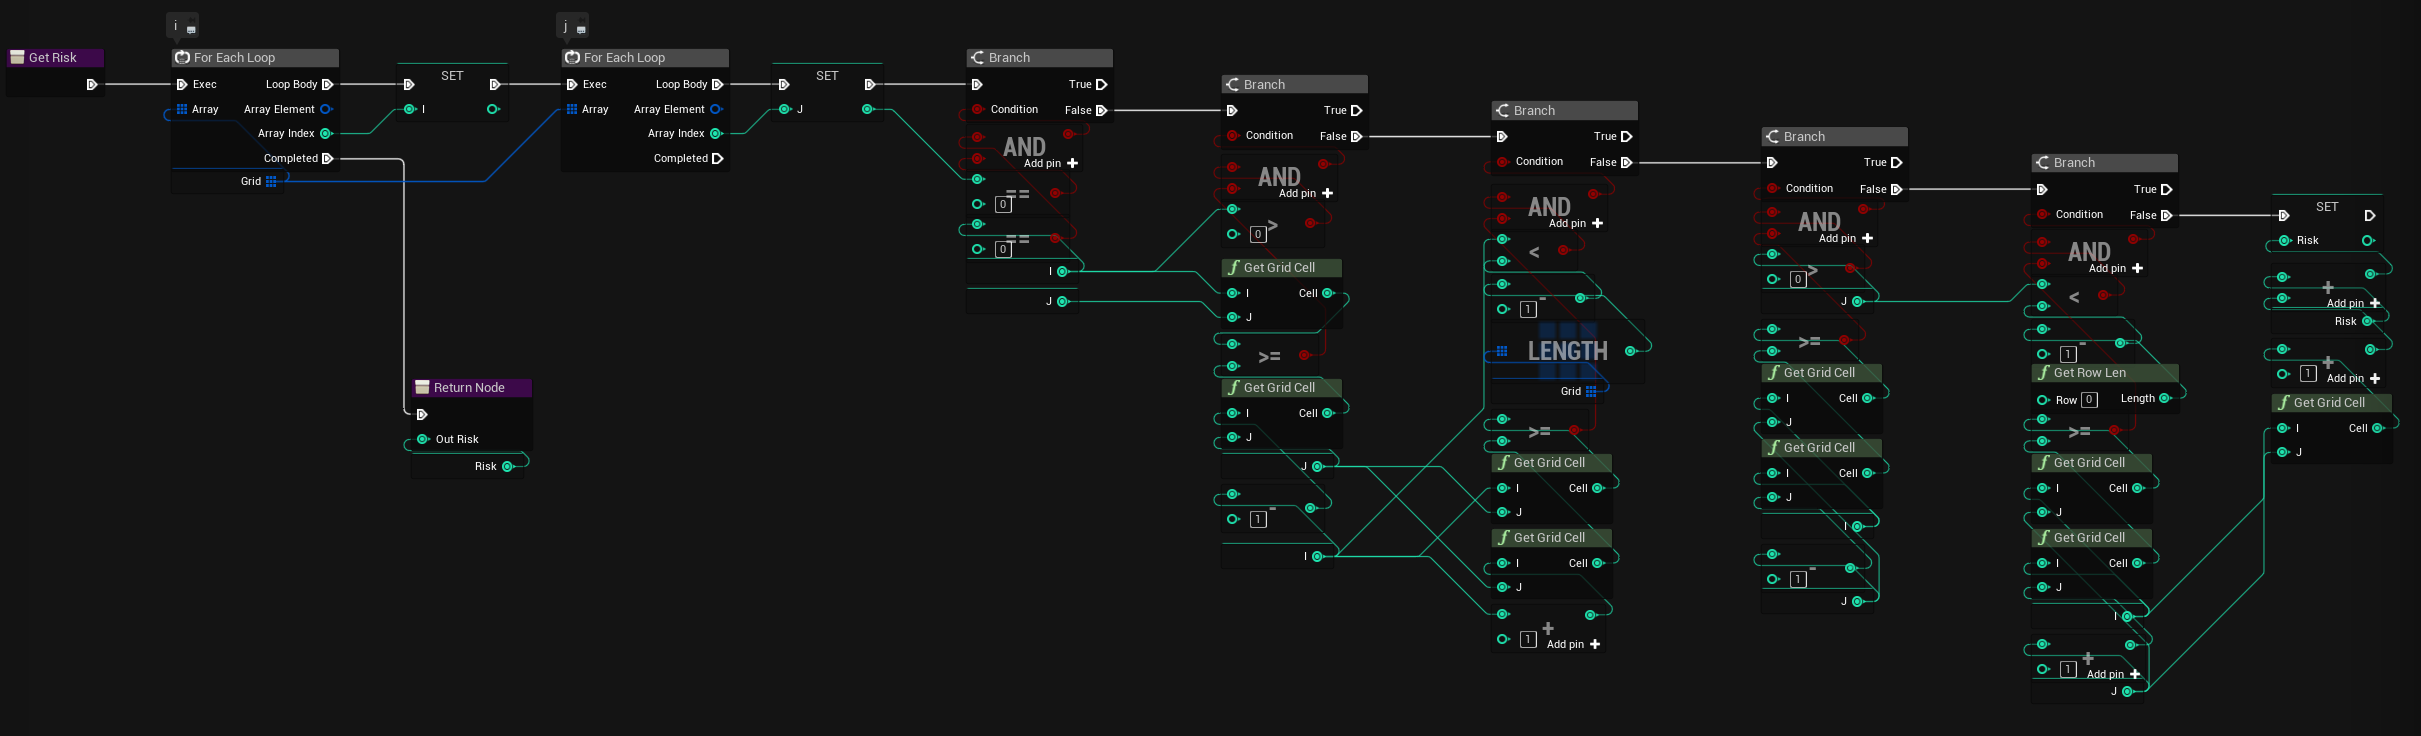 i
j
Get Risk
For Each Loop
Exec
Loop Body
Array
Array Element
Array Index
Completed
Grid
SET
I
For Each Loop
Exec
Loop Body
Array
Array Element
Array Index
Completed
SET
J
Return Node
Out Risk
Risk
Branch
True
Condition
False
AND
Add pin
==
0
==
0
I
J
Branch
True
Condition
False
AND
Add pin
>
0
Get Grid Cell
I
Cell
J
>=
Get Grid Cell
I
Cell
J
J
-
1
I
Branch
True
Condition
False
AND
Add pin
<
-
1
LENGTH
Grid
>=
Get Grid Cell
I
Cell
J
Get Grid Cell
I
Cell
J
+
1
Add pin
Branch
True
Condition
False
AND
Add pin
>
0
J
>=
Get Grid Cell
I
Cell
J
Get Grid Cell
I
Cell
J
I
-
1
J
Branch
True
Condition
False
AND
Add pin
<
-
1
Get Row Len
Row 0
Length
>=
Get Grid Cell
I
Cell
J
Get Grid Cell
I
Cell
J
I
+
1
Add pin
J
SET
Risk
+
Add pin
Risk
+
1
Add pin
Get Grid Cell
I
Cell
J